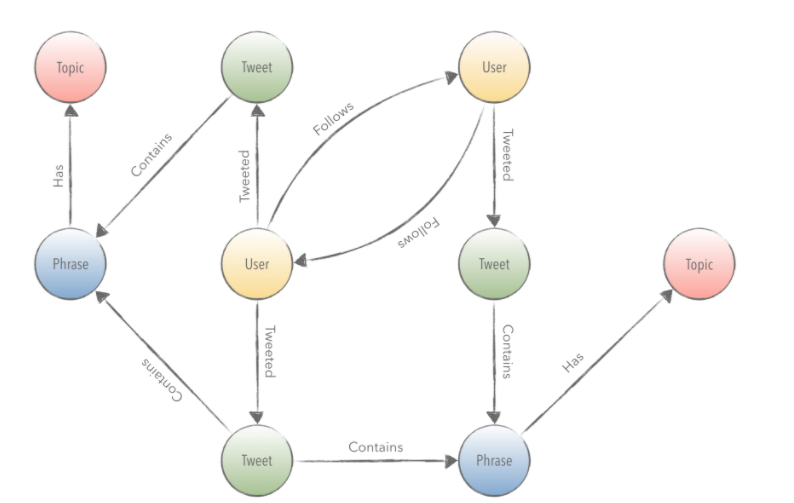 Topic
Tweet
User
Follows
Contains
Tweeted
Has
Tweeted
Follows
Phrase
User
Tweet
Topic
Tweeted
Contains
Contains
Has
Contains
Tweet
Phrase